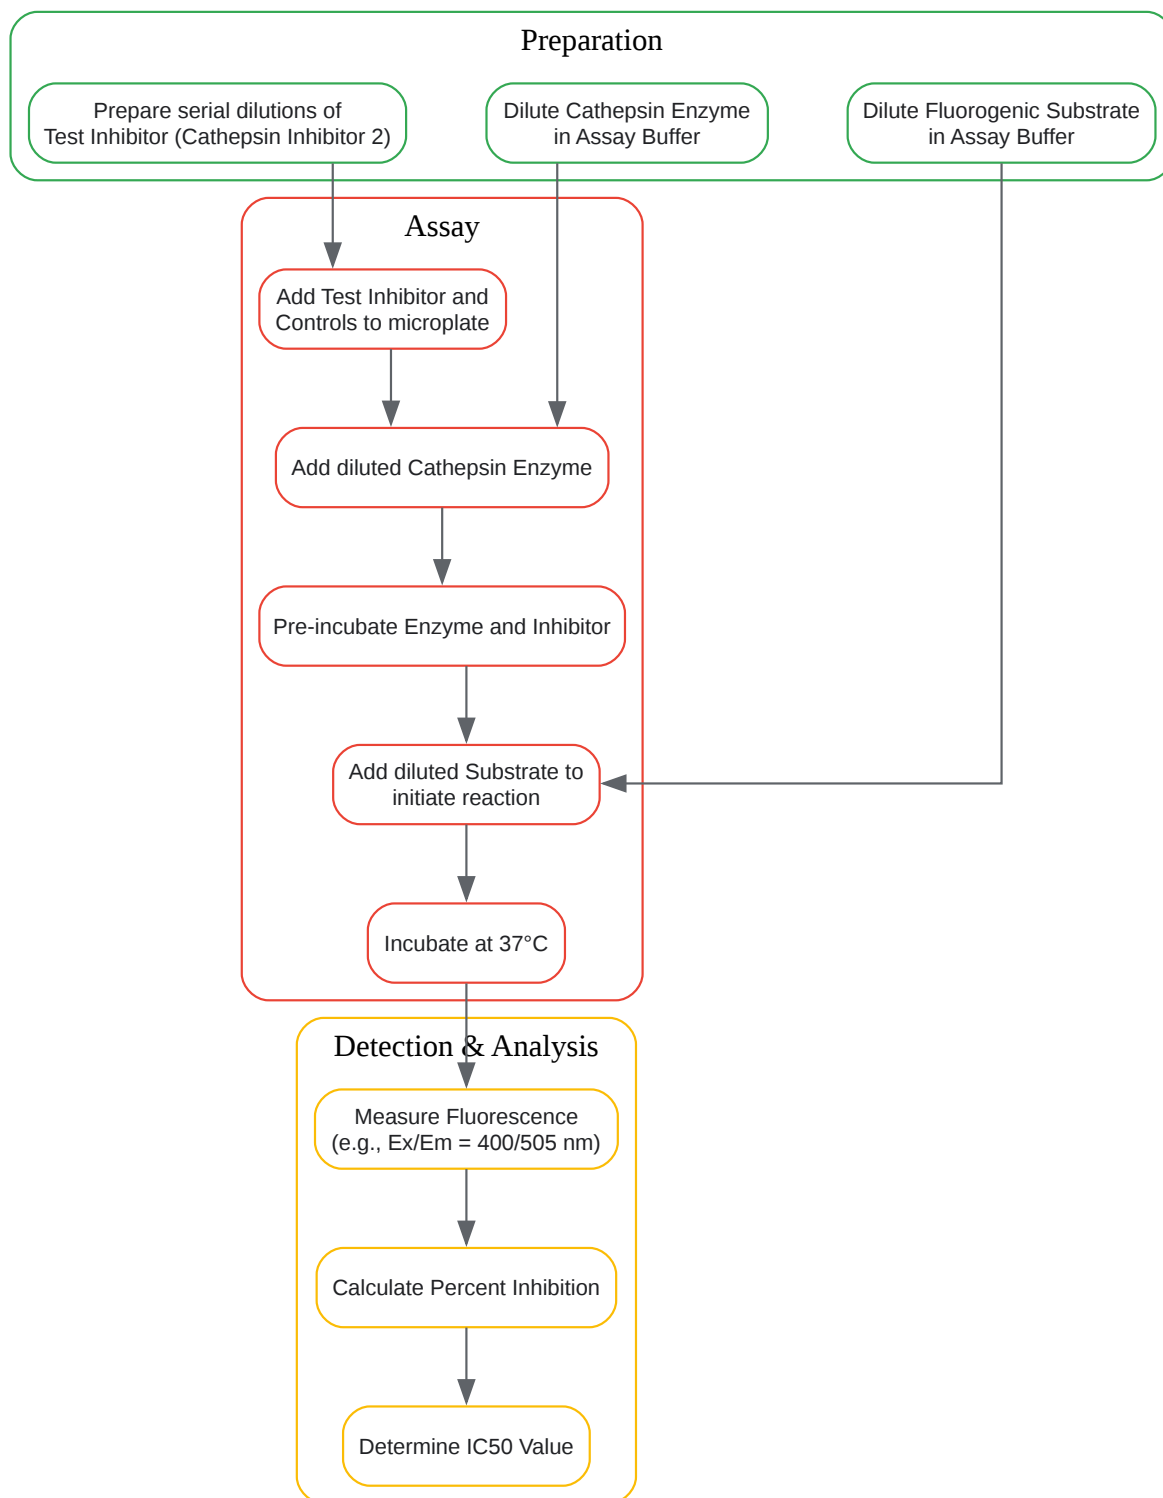 Preparation
Prepare serial dilutions of
Test Inhibitor (Cathepsin Inhibitor 2)
Dilute Cathepsin Enzyme
in Assay Buffer
Dilute Fluorogenic Substrate
in Assay Buffer
Assay
Add Test Inhibitor and
Controls to microplate
Add diluted Cathepsin Enzyme
Pre-incubate Enzyme and Inhibitor
Add diluted Substrate to
initiate reaction
Incubate at 37°C
Detection & Analysis
Measure Fluorescence
(e.g., Ex/Em = 400/505 nm)
Calculate Percent Inhibition
Determine IC50 Value